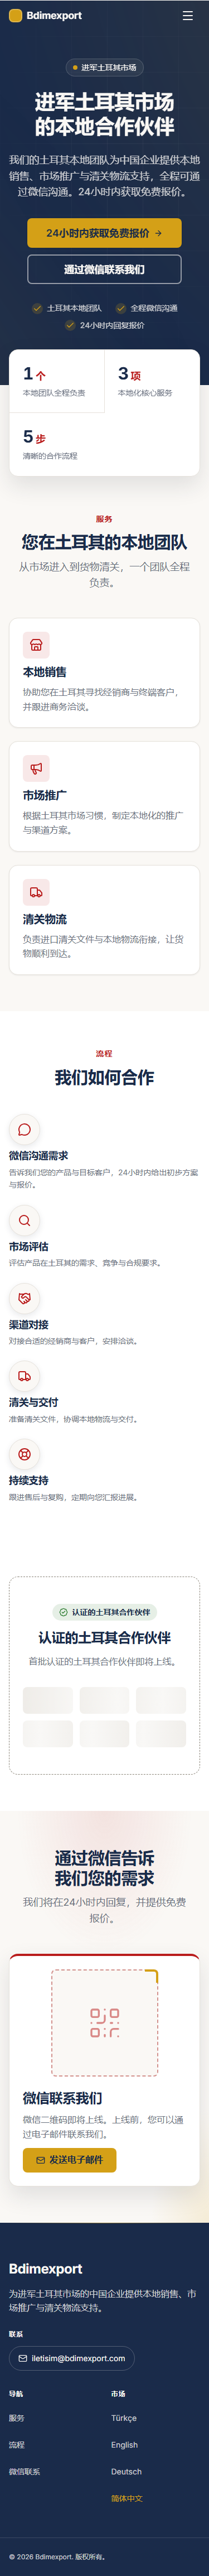 Bdimexport
进军土耳其市场
进军土耳其市场
的本地合作伙伴
我们的土耳其本地团队为中国企业提供本地
销售、市场推广与清关物流支持，全程可通
过微信沟通。24小时内获取免费报价。
24小时内获取免费报价 →
通过微信联系我们
土耳其本地团队 全程微信沟通
24小时内回复报价
1 个
本地团队全程负责
3 项
本地化核心服务
5 步
清晰的合作流程
服务
您在土耳其的本地团队
从市场进入到货物清关，一个团队全程
负责。
本地销售
协助您在土耳其寻找经销商与终端客户，
并跟进商务洽谈。
市场推广
根据土耳其市场习惯，制定本地化的推广
与渠道方案。
清关物流
负责进口清关文件与本地物流衔接，让货
物顺利到达。
流程
我们如何合作
微信沟通需求
告诉我们您的产品与目标客户，24小时内给出初步方案
与报价。
市场评估
评估产品在土耳其的需求、竞争与合规要求。
渠道对接
对接合适的经销商与客户，安排洽谈。
清关与交付
准备清关文件，协调本地物流与交付。
持续支持
跟进售后与复购，定期向您汇报进展。
认证的土耳其合作伙伴
认证的土耳其合作伙伴
首批认证的土耳其合作伙伴即将上线。
通过微信告诉
我们您的需求
我们将在24小时内回复，并提供免费
报价。
微信联系我们
微信二维码即将上线。上线前，您可以通
过电子邮件联系我们。
发送电子邮件
Bdimexport
为进军土耳其市场的中国企业提供本地销售、市
场推广与清关物流支持。
联系
iletisim@bdimexport.com
导航
服务
流程
微信联系
市场
Türkçe
English
Deutsch
简体中文
© 2026 Bdimexport. 版权所有。